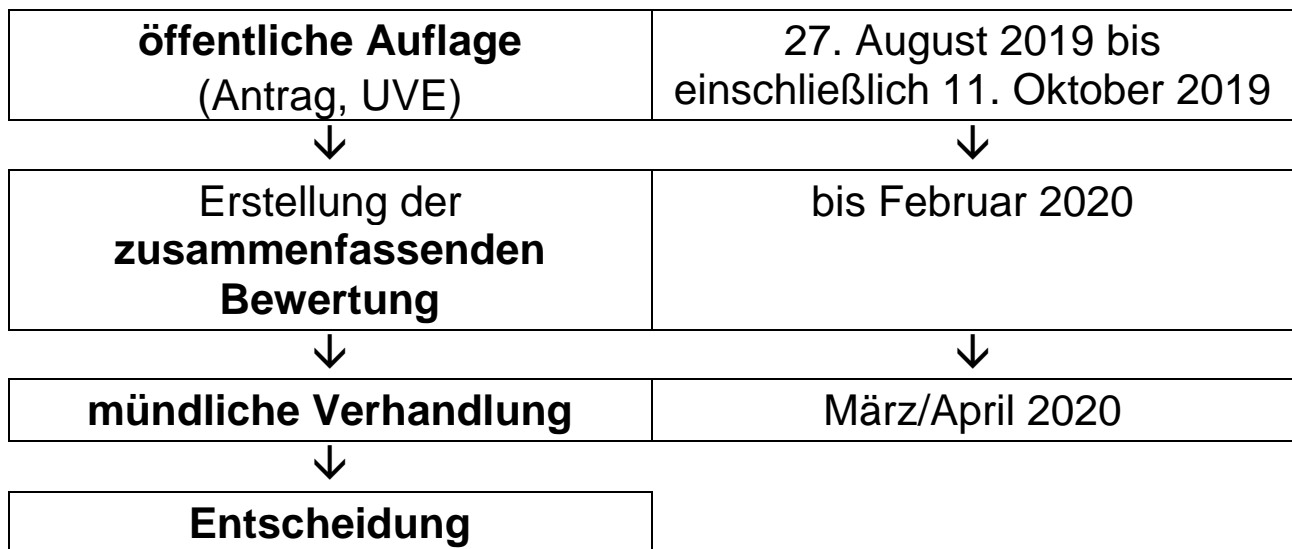 öffentliche Auflage
(Antrag, UVE)
27. August 2019 bis
einschließlich 11. Oktober 2019
Erstellung der
zusammenfassenden
Bewertung
bis Februar 2020
mündliche Verhandlung
März/April 2020
Entscheidung